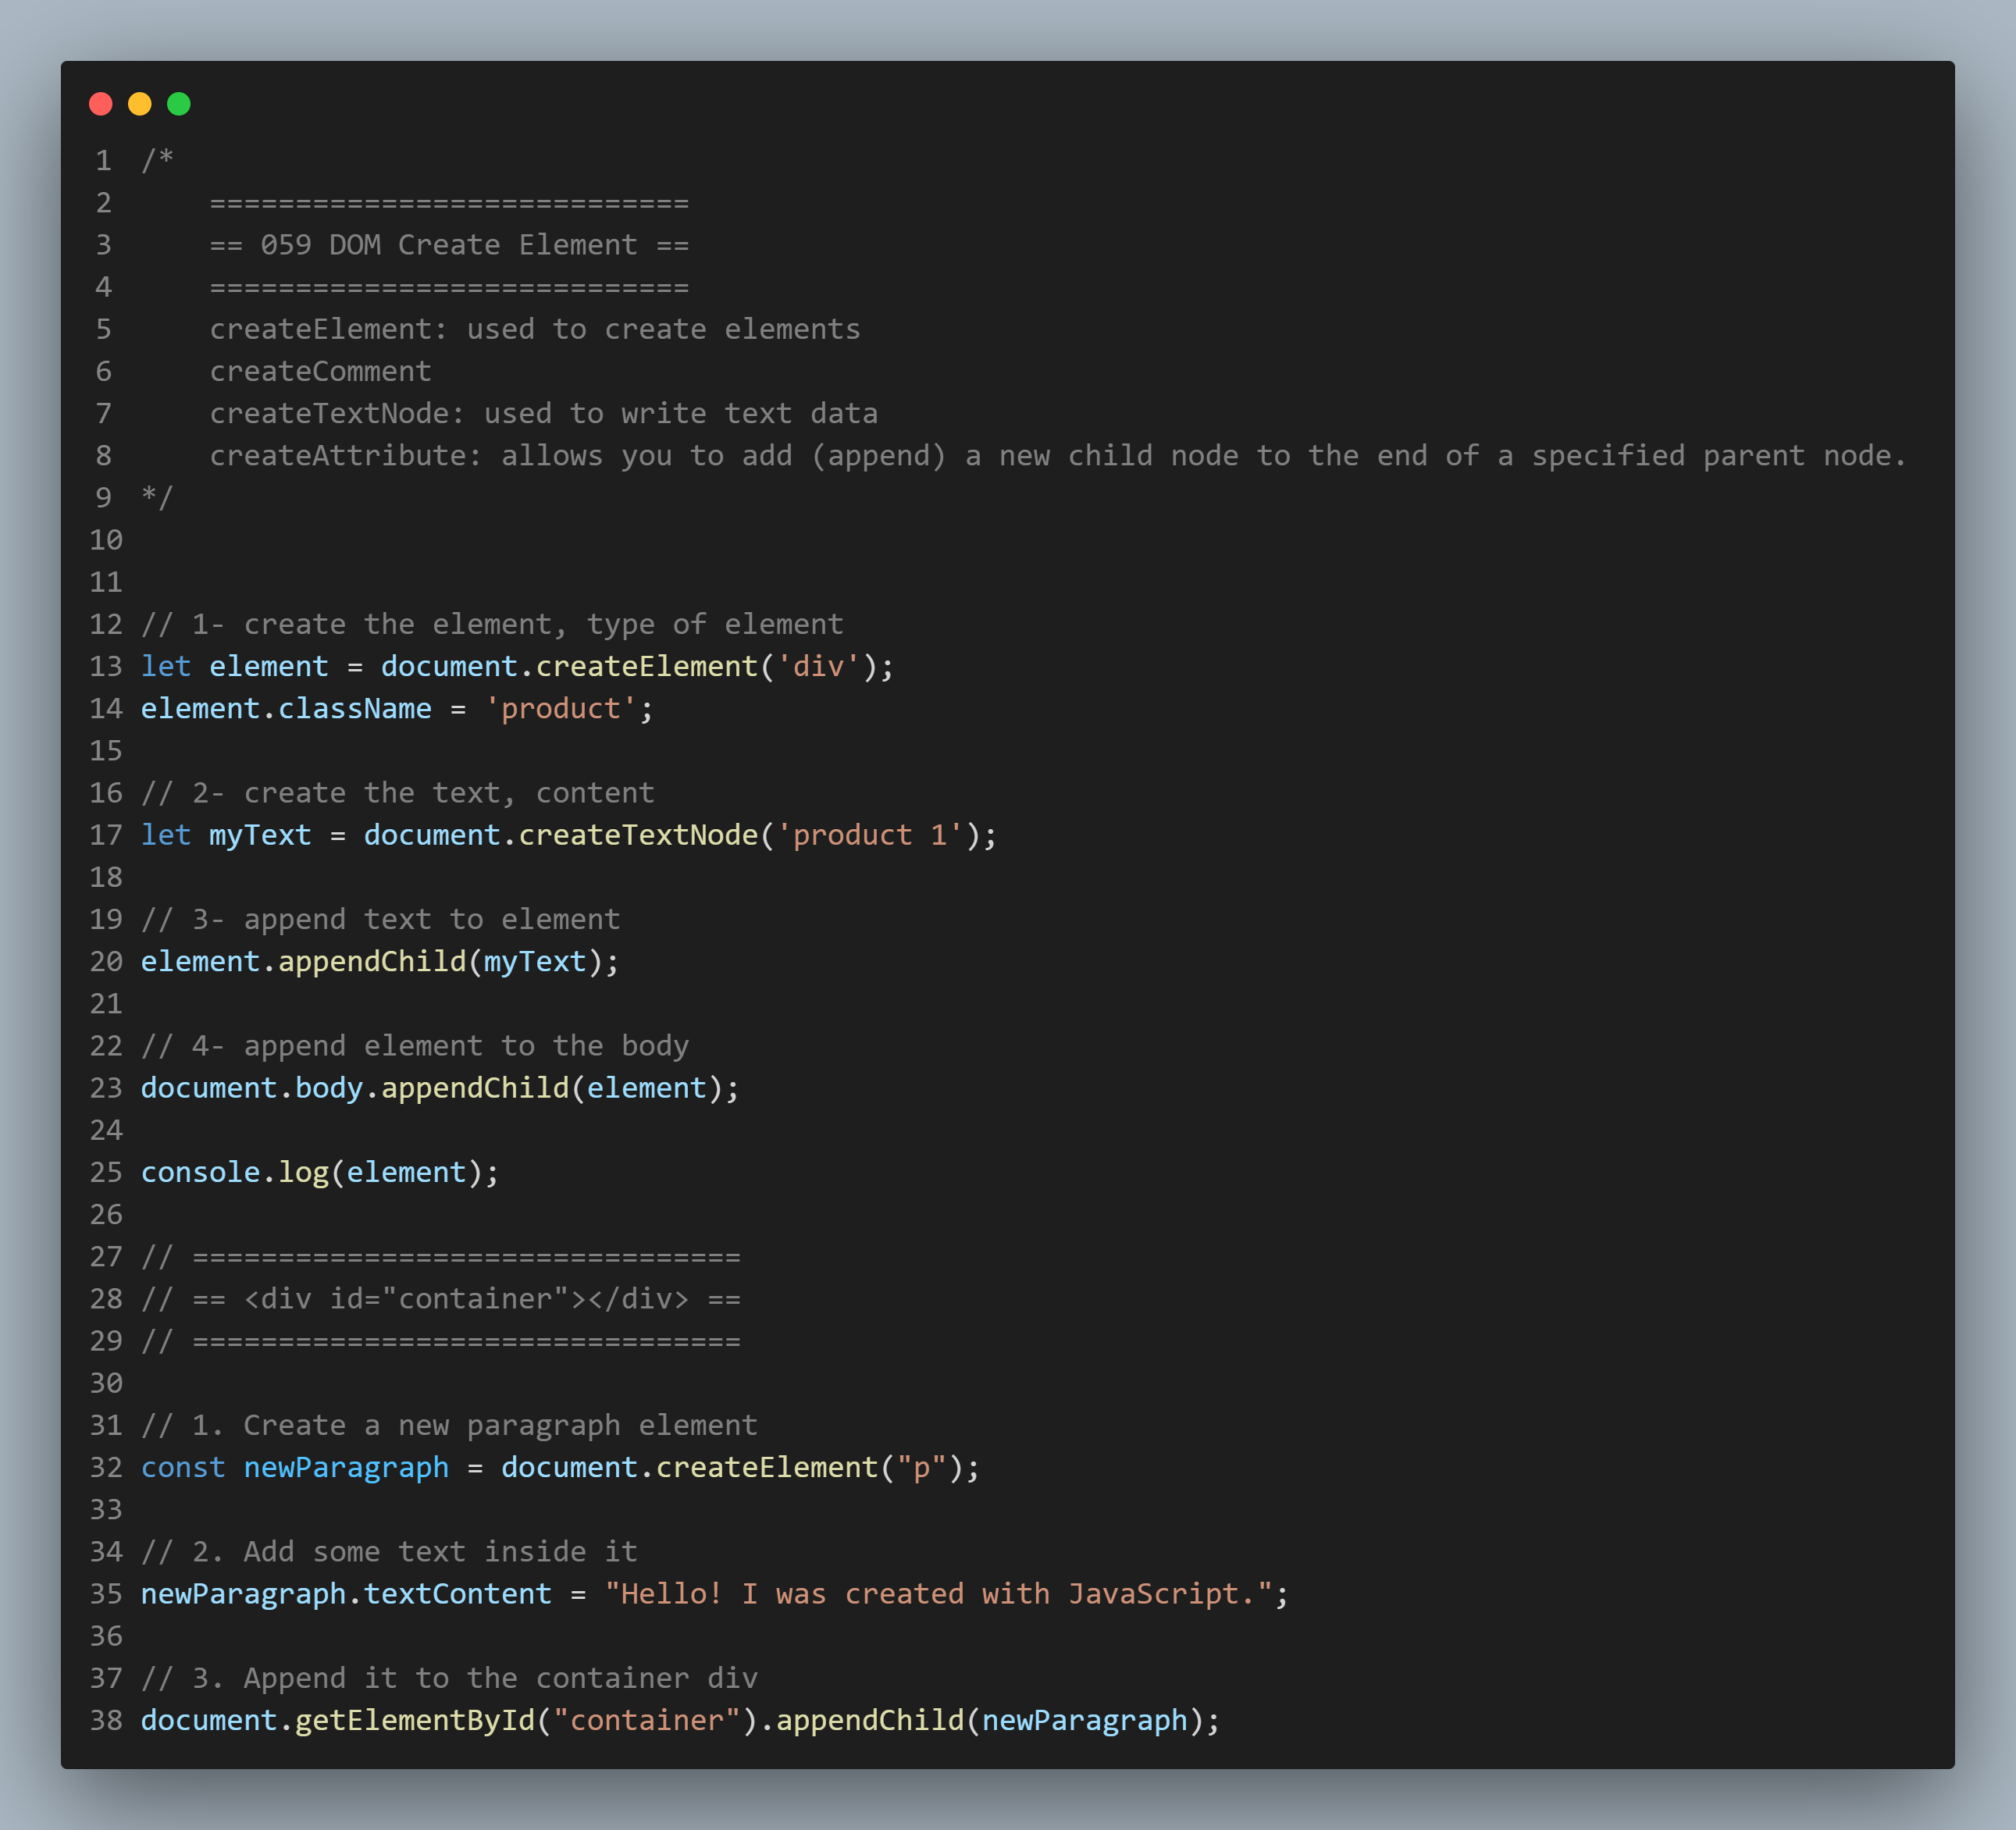 1 /*
2     ============================
3     == 059 DOM Create Element ==
4     ============================
5     createElement: used to create elements
6     createComment
7     createTextNode: used to write text data
8     createAttribute: allows you to add (append) a new child node to the end of a specified parent node.
9 */
10
11
12 // 1- create the element, type of element
13 let element = document.createElement('div');
14 element.className = 'product';
15
16 // 2- create the text, content
17 let myText = document.createTextNode('product 1');
18
19 // 3- append text to element
20 element.appendChild(myText);
21
22 // 4- append element to the body
23 document.body.appendChild(element);
24
25 console.log(element);
26
27 // ================================
28 // == <div id="container"></div> ==
29 // ================================
30
31 // 1. Create a new paragraph element
32 const newParagraph = document.createElement("p");
33
34 // 2. Add some text inside it
35 newParagraph.textContent = "Hello! I was created with JavaScript.";
36
37 // 3. Append it to the container div
38 document.getElementById("container").appendChild(newParagraph);